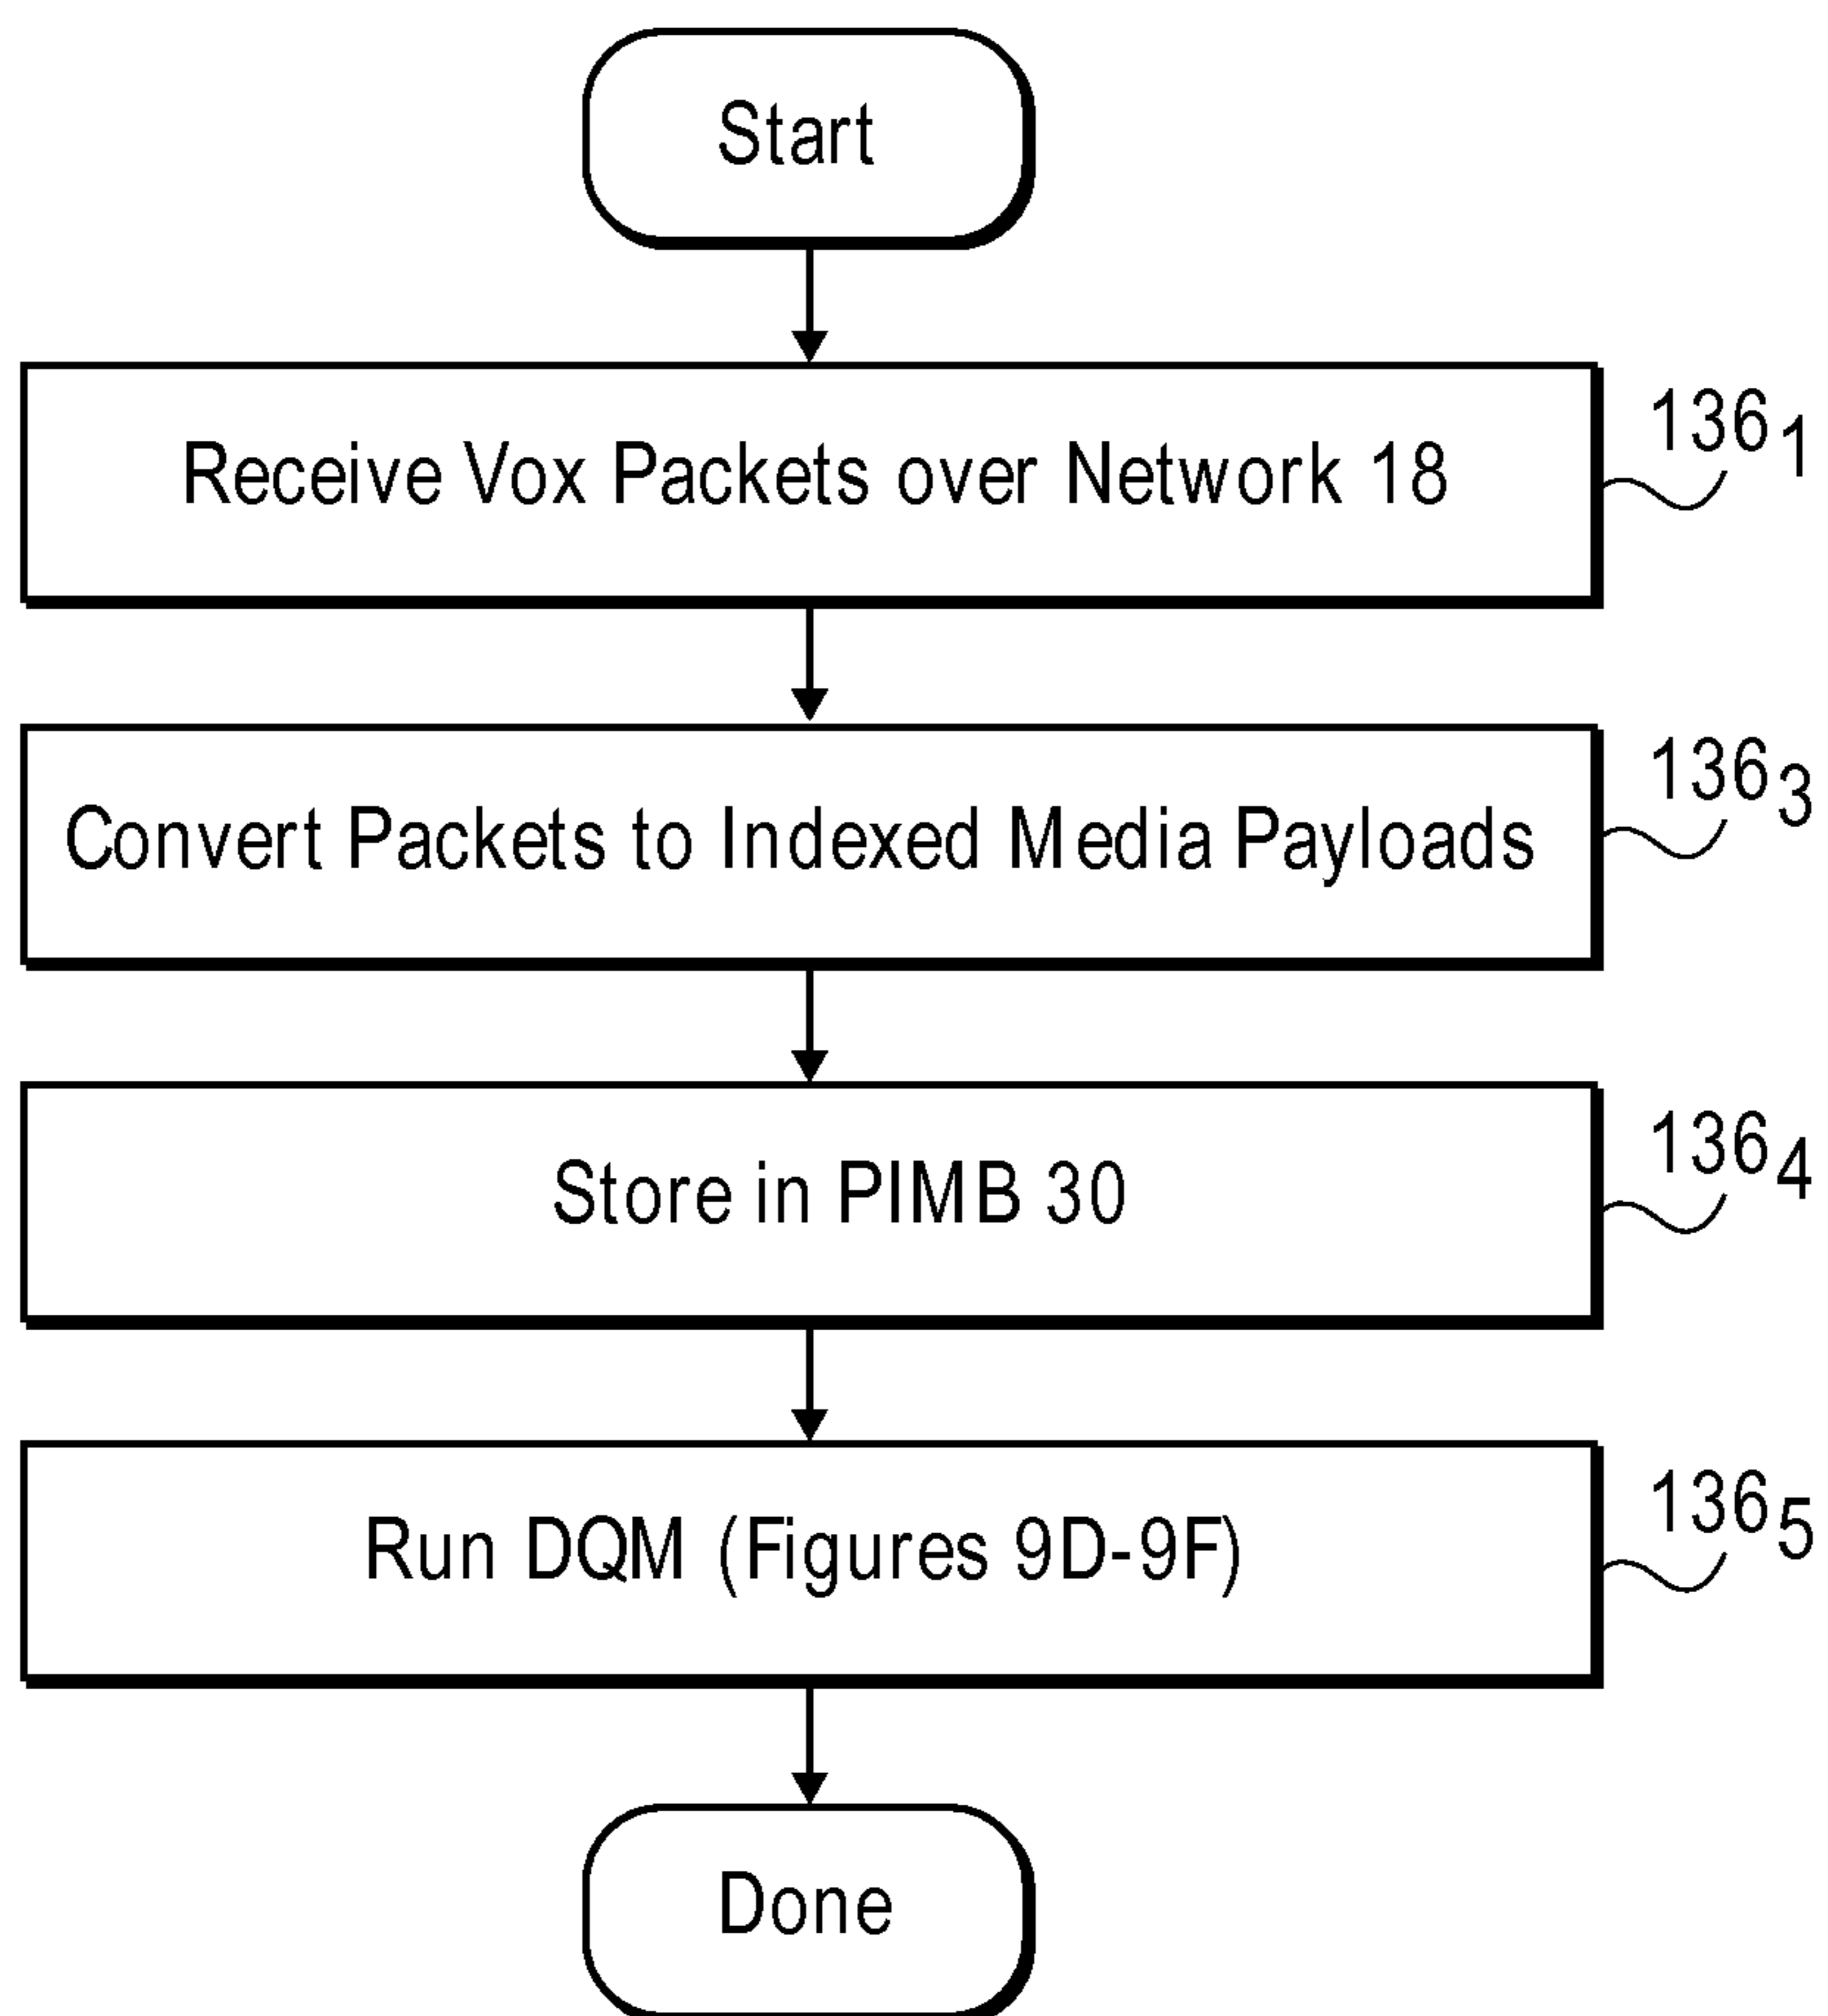 Start
Receive Vox Packets over Network 18
136₁
Convert Packets to Indexed Media Payloads
136₃
Store in PIMB 30
136₄
Run DQM (Figures 9D-9F)
136₅
Done